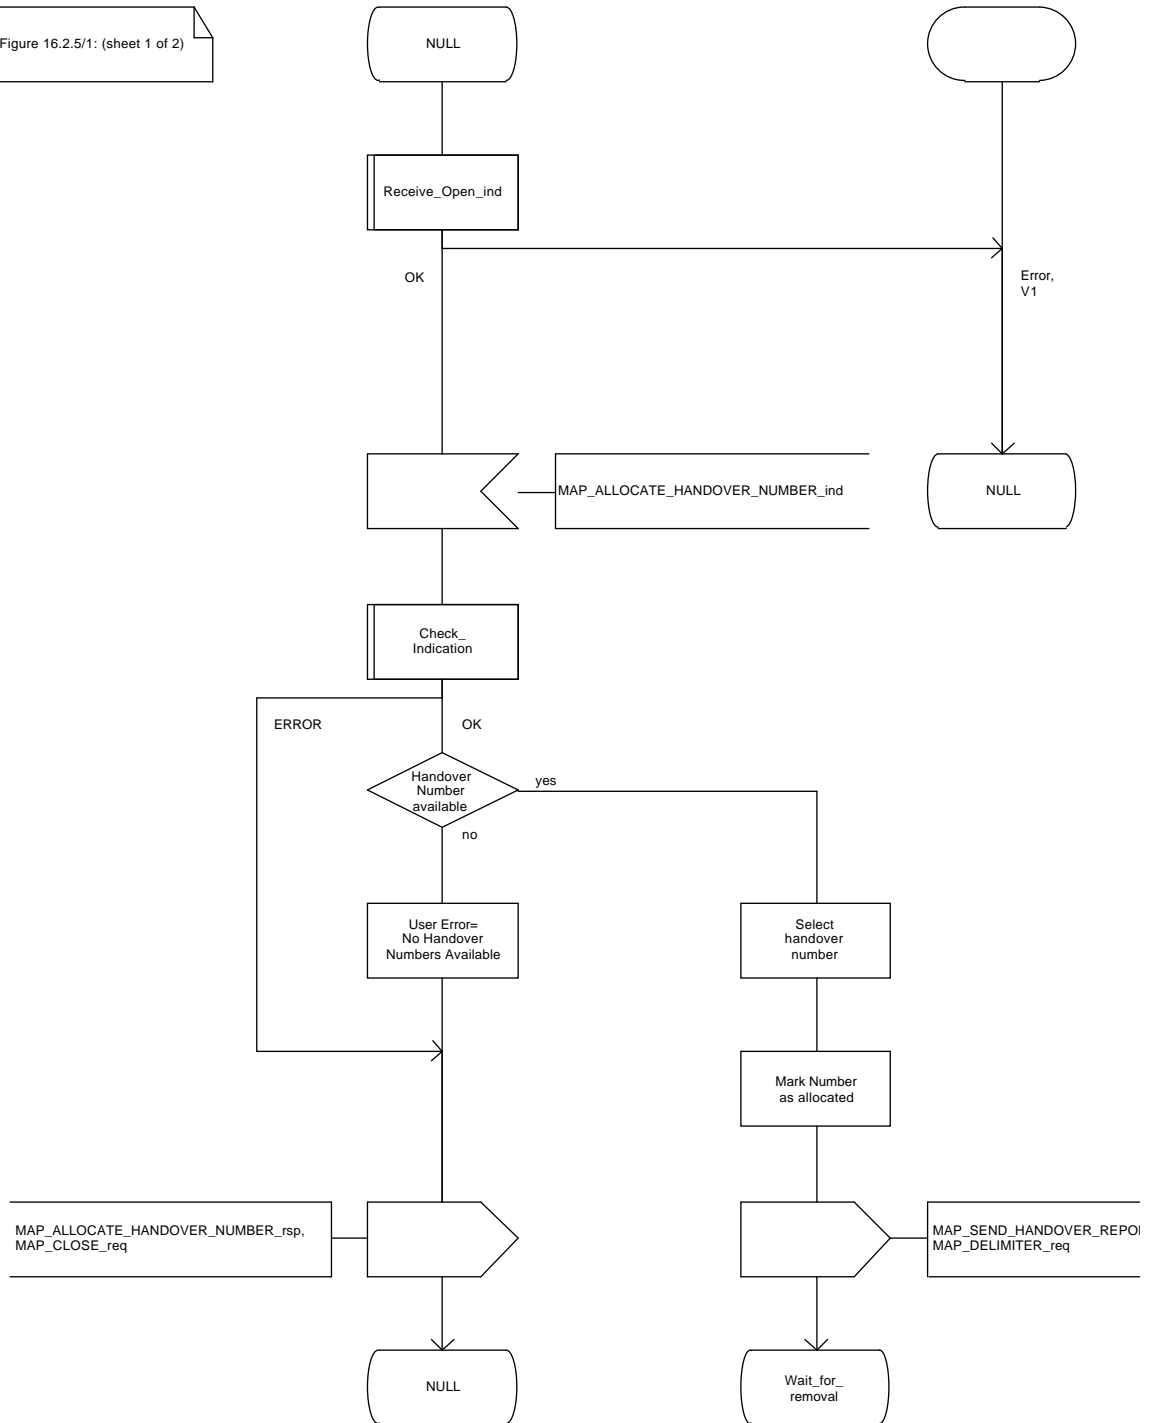 Figure 16.2.5/1: (sheet 1 of 2)
NULL
Receive_Open_ind
OK
Error,
V1
MAP_ALLOCATE_HANDOVER_NUMBER_ind
NULL
Check_
Indication
ERROR
OK
Handover
Number
available
yes
no
User Error=
No Handover
Numbers Available
Select
handover
number
Mark Number
as allocated
MAP_ALLOCATE_HANDOVER_NUMBER_rsp,
MAP_CLOSE_req
MAP_DELIMITER_req
NULL
Wait_for_
removal